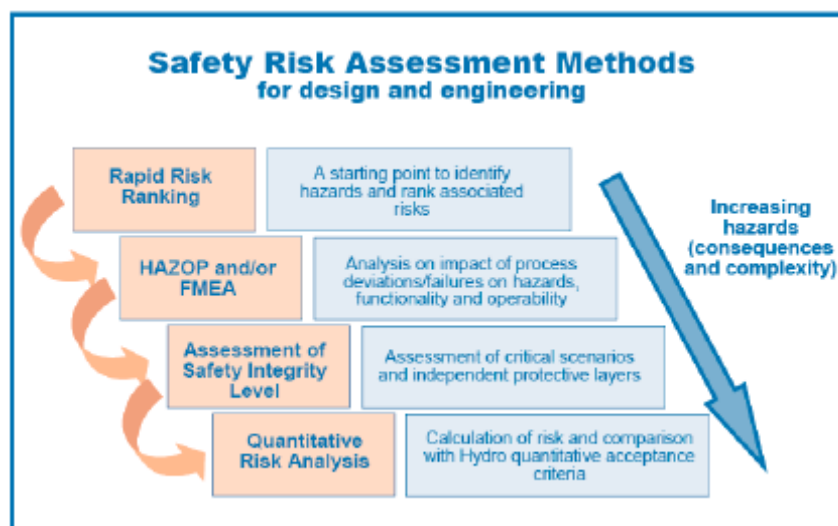 Safety Risk Assessment Methods
for design and engineering
Rapid Risk
Ranking
A starting point to identify
hazards and rank associated
risks
Increasing
hazards
(consequences
and complexity)
HAZOP and/or
FMEA
Analysis on impact of process
deviations/failures on hazards,
functionality and operability
Assessment of
Safety Integrity
Level
Assessment of critical scenarios
and independent protective layers
Quantitative
Risk Analysis
Calculation of risk and comparison
with Hydro quantitative acceptance
criteria